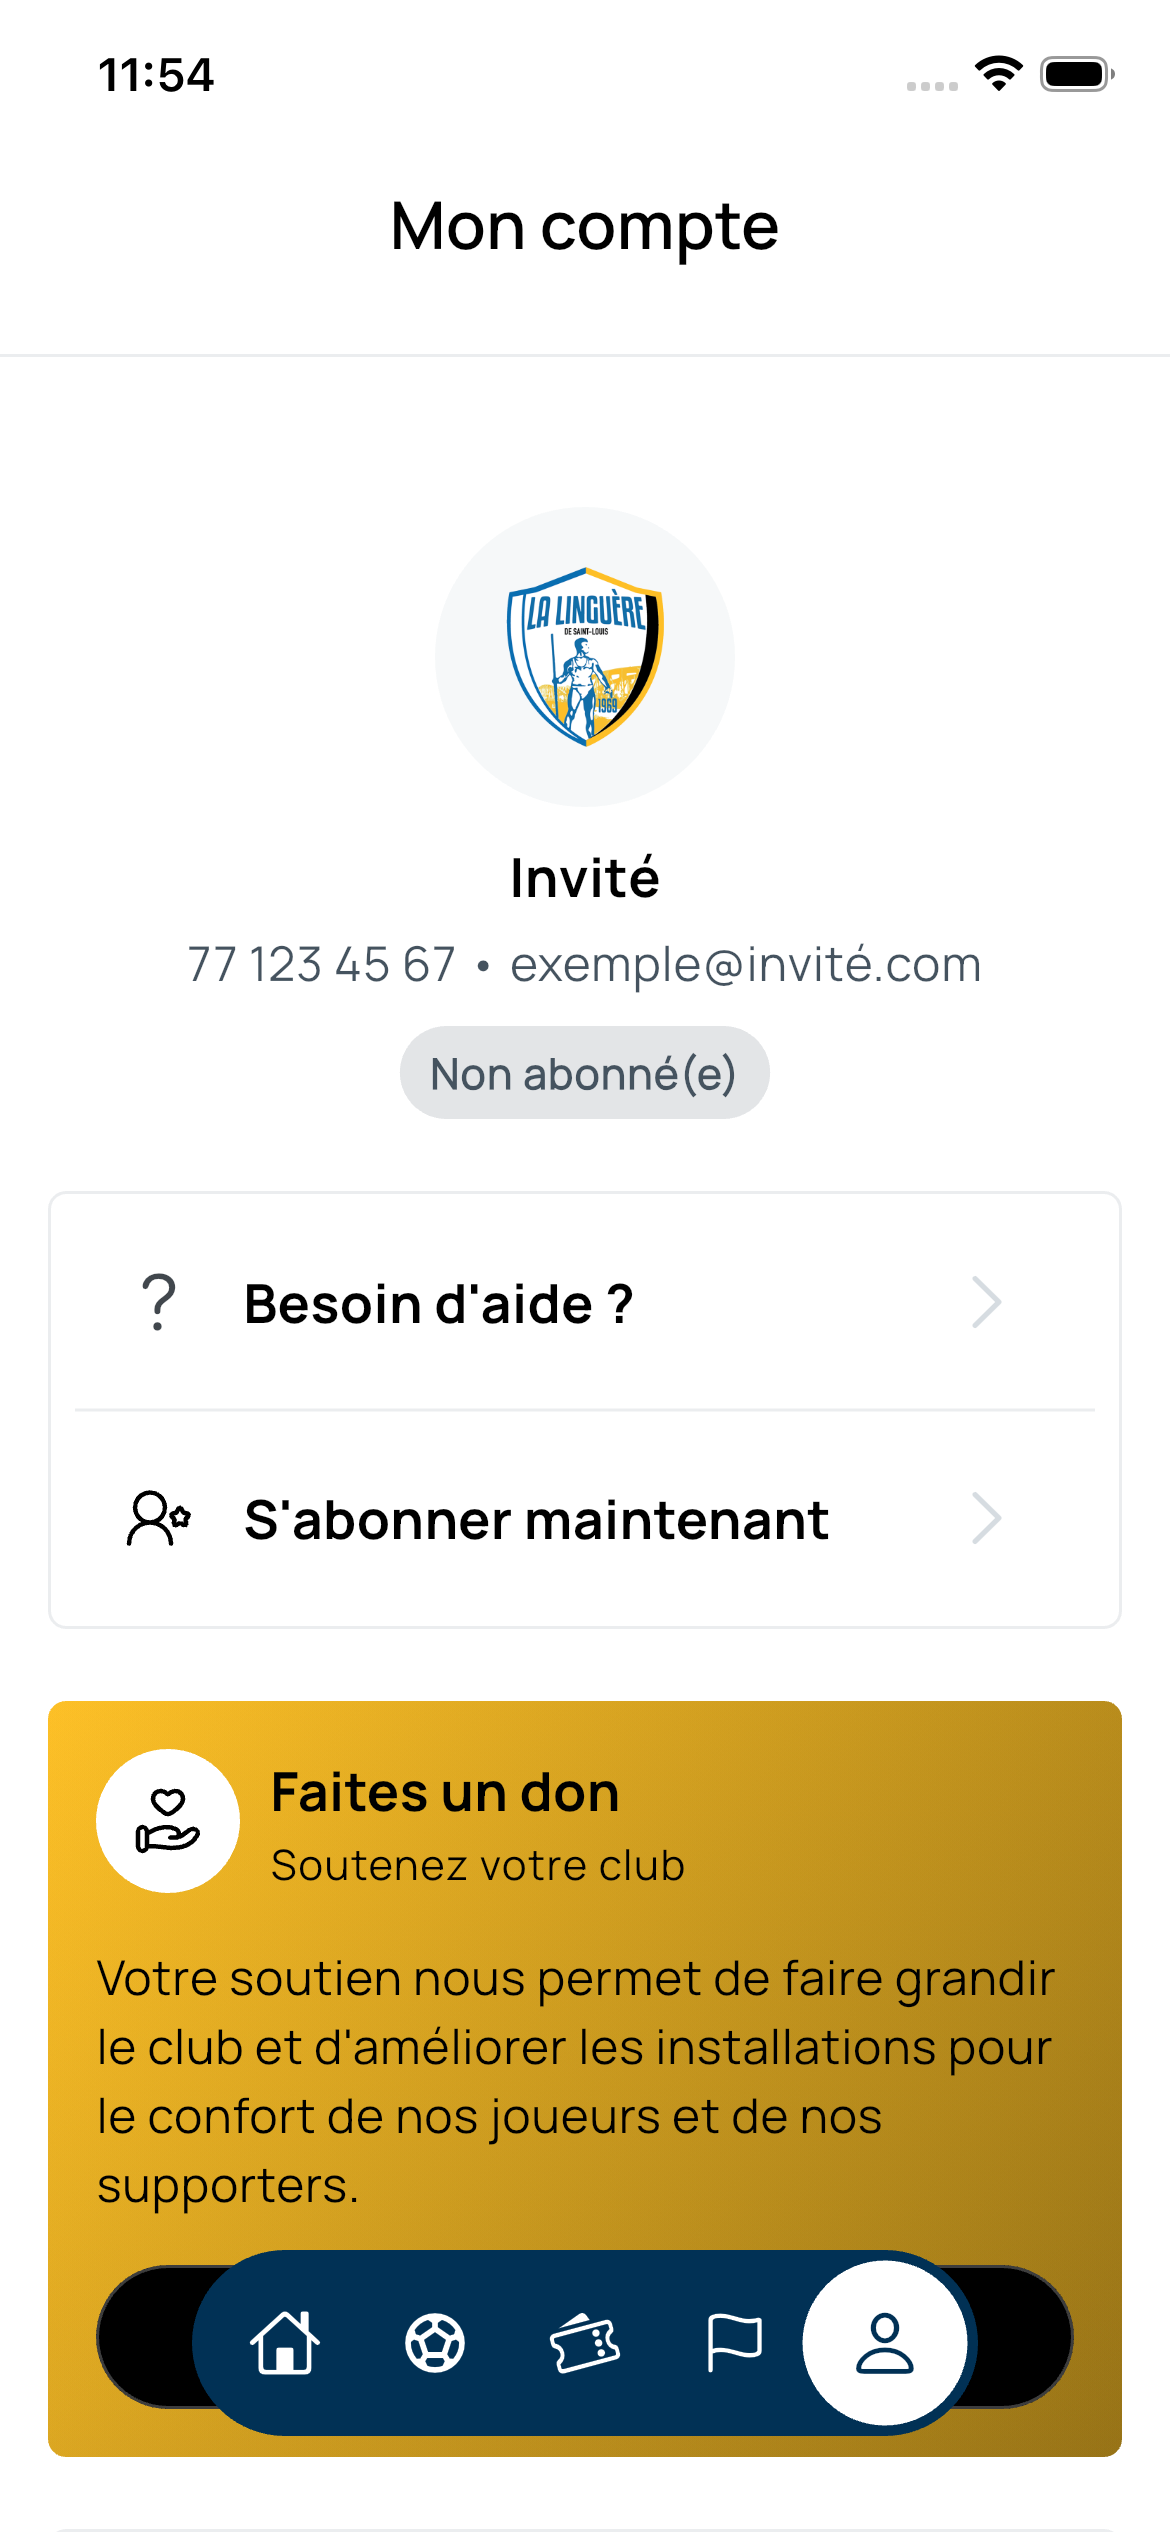 11:54
Mon compte
LA LINGUÈRE
DE SAINT-LOUIS
1969
Invité
77 123 45 67 • exemple@invité.com
Non abonné(e)
Besoin d'aide ?
S'abonner maintenant
Faites un don
Soutenez votre club
Votre soutien nous permet de faire grandir
le club et d'améliorer les installations pour
le confort de nos joueurs et de nos
supporters.